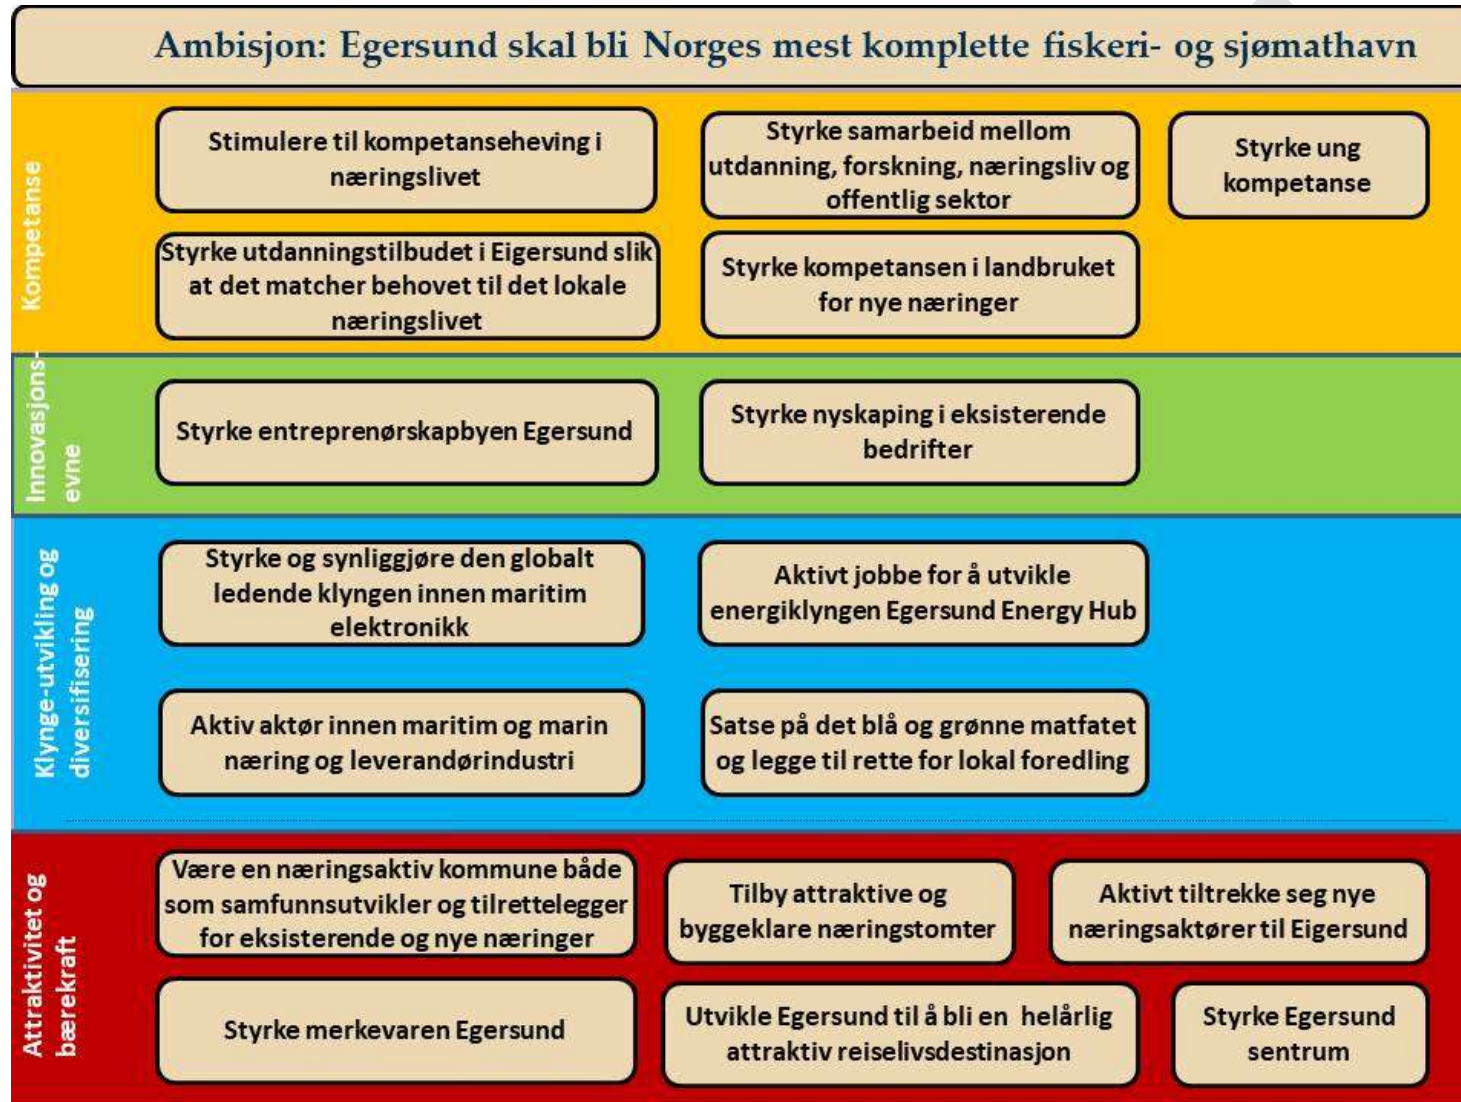 Ambisjon: Egersund skal bli Norges mest komplette fiskeri- og sjømathavn
Kompetanse
Stimulere til kompetanseheving i
næringslivet
Styrke samarbeid mellom
utdanning, forskning, næringsliv og
offentlig sektor
Styrke ung
kompetanse
Styrke utdanningstilbudet i Eigersund slik
at det matcher behovet til det lokale
næringslivet
Styrke kompetansen i landbruket
for nye næringer
Innovasjons-
evne
Styrke entreprenørskapbyen Egersund
Styrke nyskaping i eksisterende
bedrifter
Klynge-utvikling og
diversifisering
Styrke og synliggjøre den globalt
ledende klyngen innen maritim
elektronikk
Aktivt jobbe for å utvikle
energiklyngen Egersund Energy Hub
Aktiv aktør innen maritim og marin
næring og leverandørindustri
Satse på det blå og grønne matfatet
og legge til rette for lokal foredling
Attraktivitet og
bærekraft
Være en næringsaktiv kommune både
som samfunnsutvikler og tilrettelegger
for eksisterende og nye næringer
Tilby attraktive og
byggeklare næringstomter
Aktivt tiltrekke seg nye
næringsaktører til Eigersund
Styrke merkevaren Egersund
Utvikle Egersund til å bli en helårlig
attraktiv reiselivsdestinasjon
Styrke Egersund
sentrum